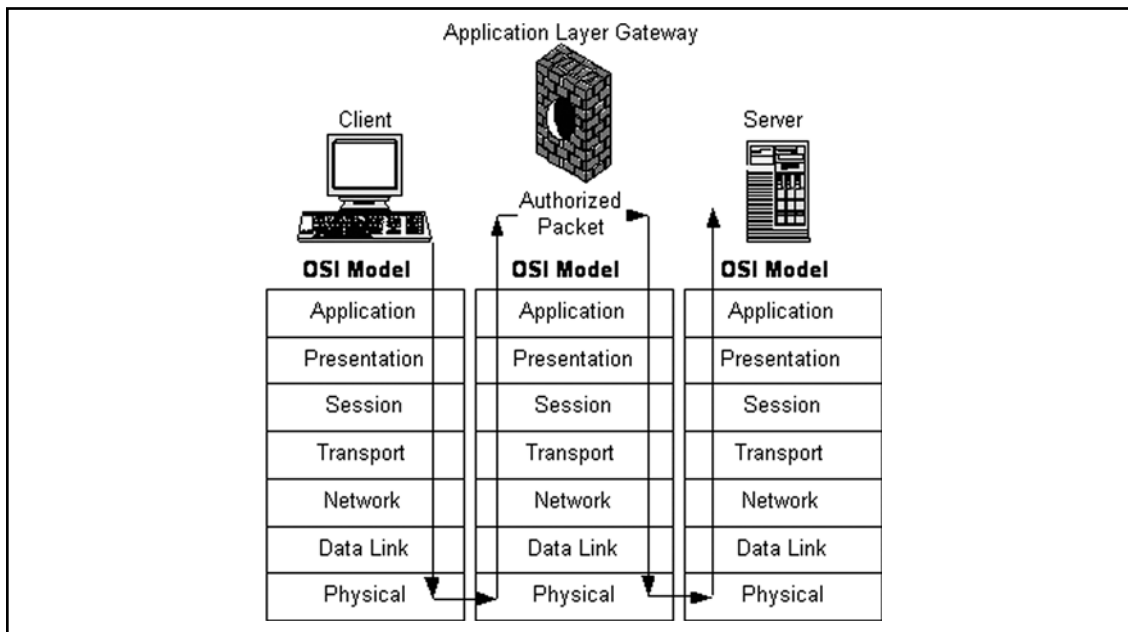 Application Layer Gateway
Client
Server
Authorized
Packet
OSI Model
OSI Model
OSI Model
Application
Application
Application
Presentation
Presentation
Presentation
Session
Session
Session
Transport
Transport
Transport
Network
Network
Network
Data Link
Data Link
Data Link
Physical
Physical
Physical